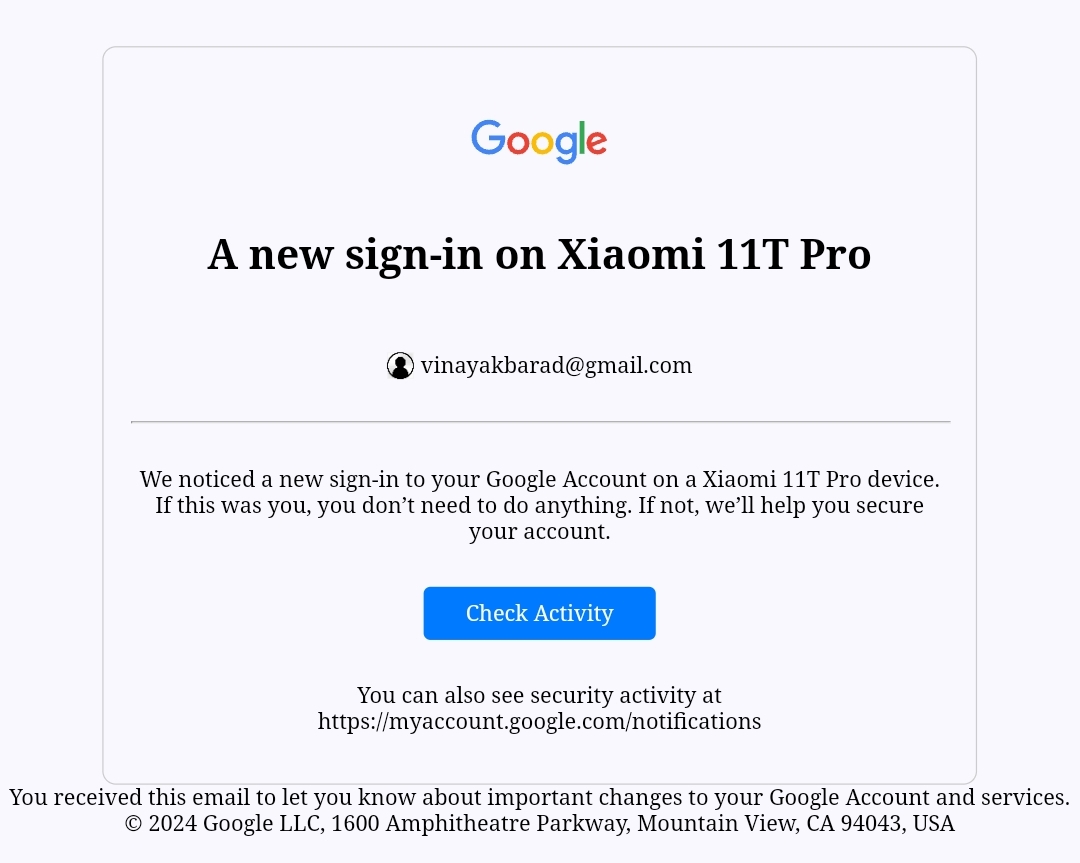 Google
A new sign-in on Xiaomi 11T Pro
vinayakbarad@gmail.com
We noticed a new sign-in to your Google Account on a Xiaomi 11T Pro device.
If this was you, you don’t need to do anything. If not, we’ll help you secure
your account.
Check Activity
You can also see security activity at
https://myaccount.google.com/notifications
You received this email to let you know about important changes to your Google Account and services.
© 2024 Google LLC, 1600 Amphitheatre Parkway, Mountain View, CA 94043, USA